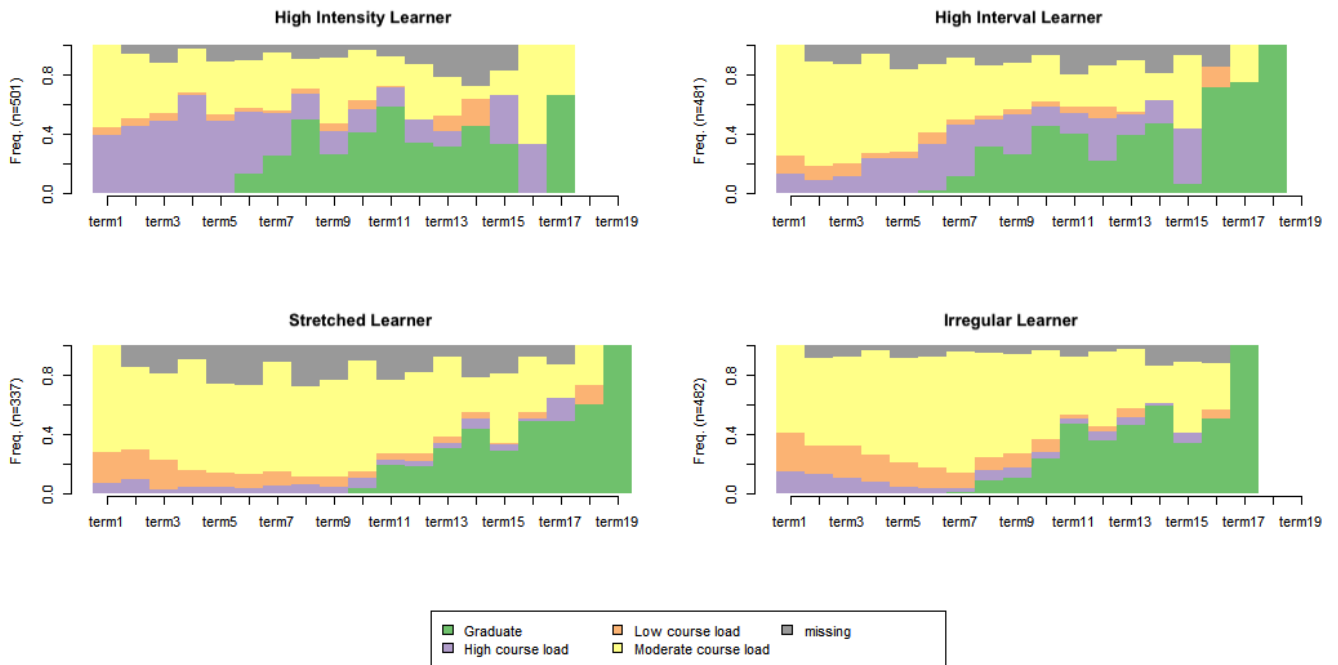 High Intensity Learner
Freq. (n=501)
0.0 0.4 0.8
term1 term3 term5 term7 term9 term11 term13 term15 term17 term19
High Interval Learner
Freq. (n=481)
0.0 0.4 0.8
term1 term3 term5 term7 term9 term11 term13 term15 term17 term19
Stretched Learner
Freq. (n=337)
0.0 0.4 0.8
term1 term3 term5 term7 term9 term11 term13 term15 term17 term19
Irregular Learner
Freq. (n=482)
0.0 0.4 0.8
term1 term3 term5 term7 term9 term11 term13 term15 term17 term19
Graduate Low course load missing
High course load Moderate course load